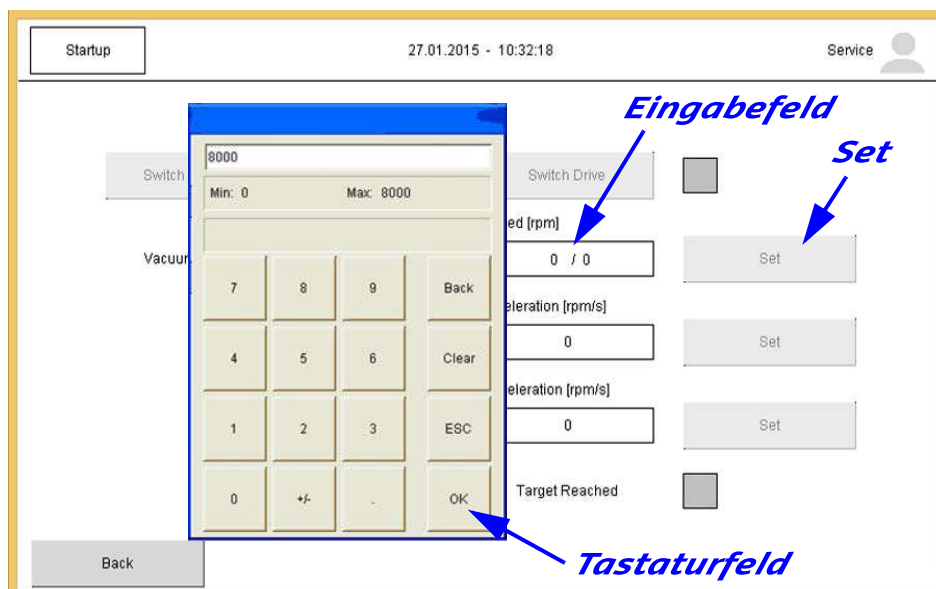 Startup
27.01.2015 - 10:32:18
Service
Eingabefeld
Set
8000
Min: 0 Max: 8000
Switch
Switch Drive
ed [rpm]
Vacuur
0 / 0
Set
7 8 9 Back
eleration [rpm/s]
0
Set
4 5 6 Clear
eleration [rpm/s]
0
Set
1 2 3 ESC
Target Reached
0 +/- . OK
Back
Tastaturfeld